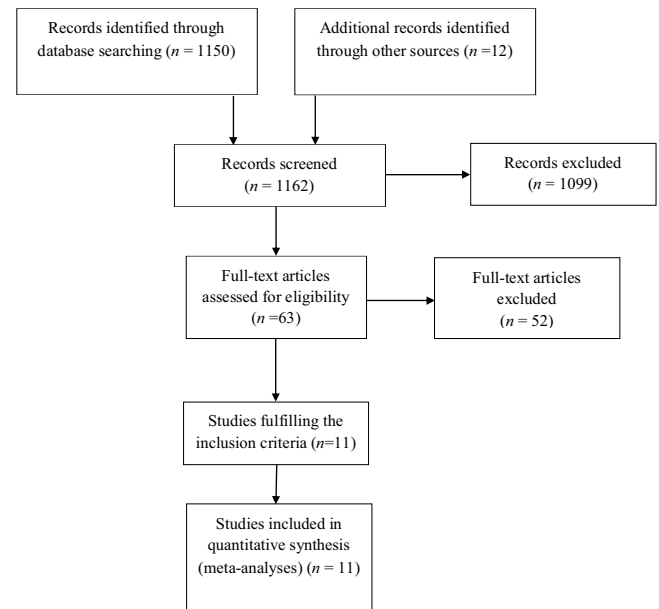 Records identified through
database searching (n = 1150)
Additional records identified
through other sources (n =12)
Records screened
(n = 1162)
Records excluded
(n = 1099)
Full-text articles
assessed for eligibility
(n =63)
Full-text articles
excluded
(n = 52)
Studies fulfilling the
inclusion criteria (n=11)
Studies included in
quantitative synthesis
(meta-analyses) (n = 11)